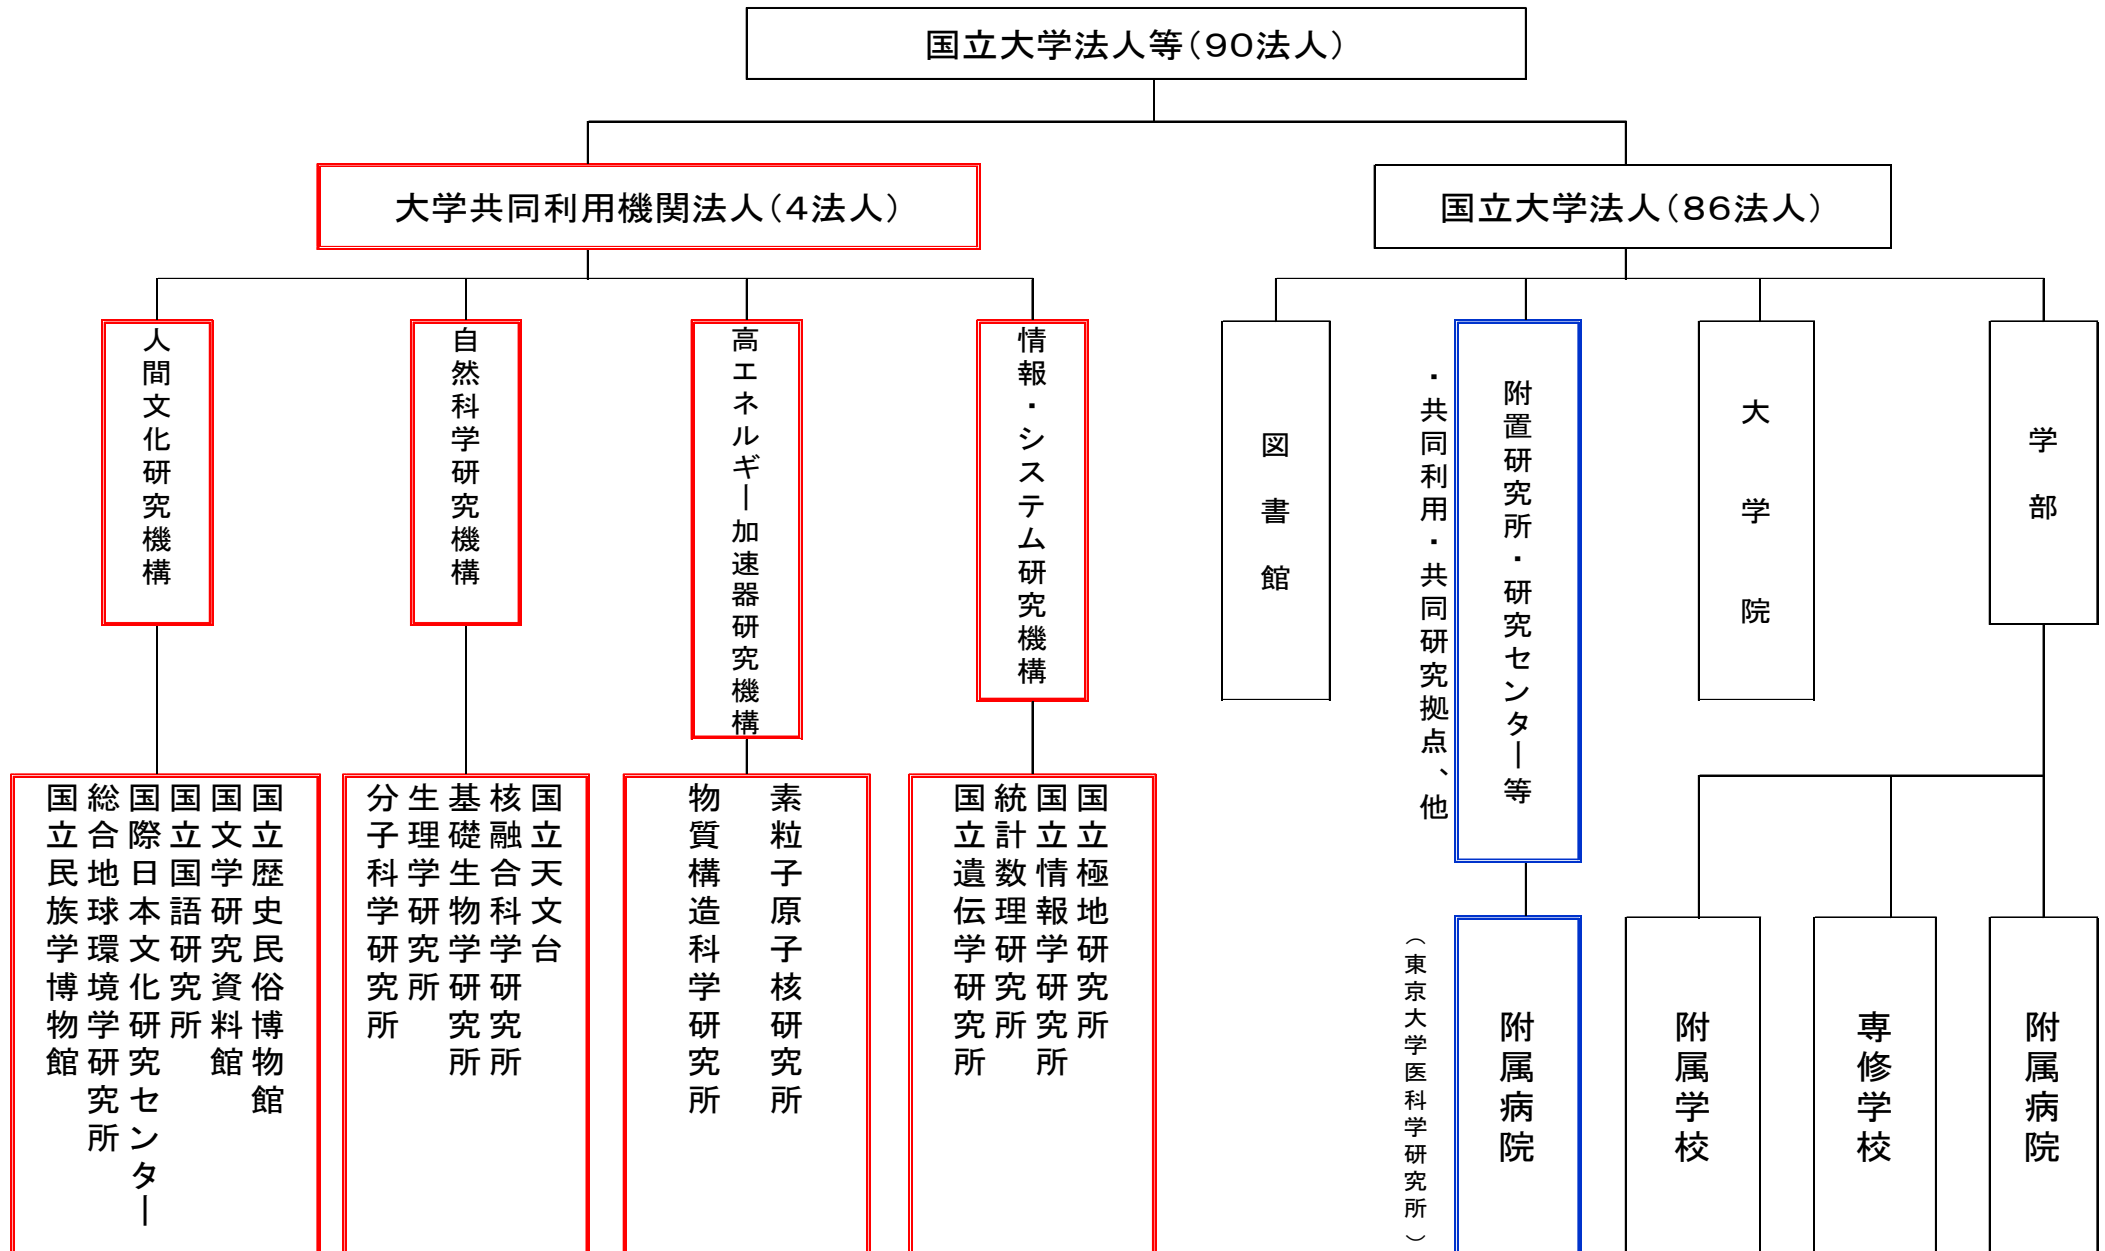 国立大学法人等（90法人）
大学共同利用機関法人（4法人）
国立大学法人（86法人）
人間文化研究機構
自然科学研究機構
高エネルギー加速器研究機構
情報・システム研究機構
図書館
附置研究所・研究センター等
・共同利用・共同研究拠点、他
大学院
学部
国立歴史民俗博物館
国文学研究資料館
国立国語研究所
国際日本文化研究センター
総合地球環境学研究所
国立民族学博物館
国立天文台
核融合科学研究所
基礎生物学研究所
生理学研究所
分子科学研究所
素粒子原子核研究所
物質構造科学研究所
国立極地研究所
国立情報学研究所
統計数理研究所
国立遺伝学研究所
附属病院
（東京大学医科学研究所）
附属学校
専修学校
附属病院